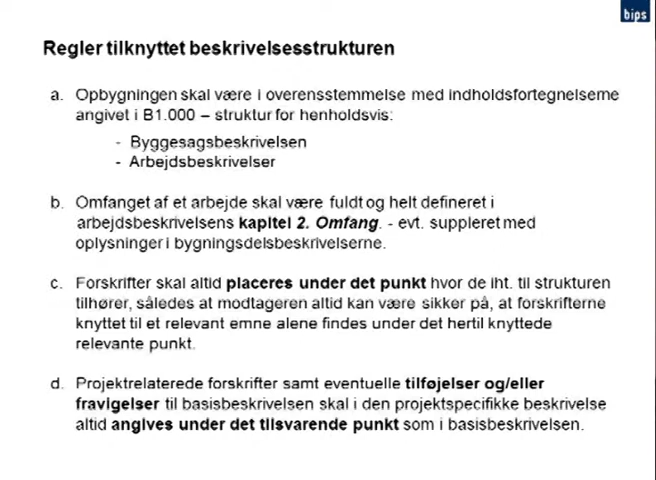 bips
Regler tilknyttet beskrivelsesstrukturen
a. Opbygningen skal være i overensstemmelse med indholdsfortegnelserne
angivet i B1.000 – struktur for henholdsvis:
- Byggesagsbeskrivelsen
- Arbejdsbeskrivelser
b. Omfanget af et arbejde skal være fuldt og helt defineret i
arbejdsbeskrivelsens kapitel 2. Omfang. - evt. suppleret med
oplysninger i bygningsdelsbeskrivelserne.
c. Forskrifter skal altid placeres under det punkt hvor de iht. til strukturen
tilhører, således at modtageren altid kan være sikker på, at forskrifterne
knyttet til et relevant emne alene findes under det hertil knyttede
relevante punkt.
d. Projektrelaterede forskrifter samt eventuelle tilføjelser og/eller
fravigelser til basisbeskrivelsen skal i den projektspecifikke beskrivelse
altid angives under det tilsvarende punkt som i basisbeskrivelsen.